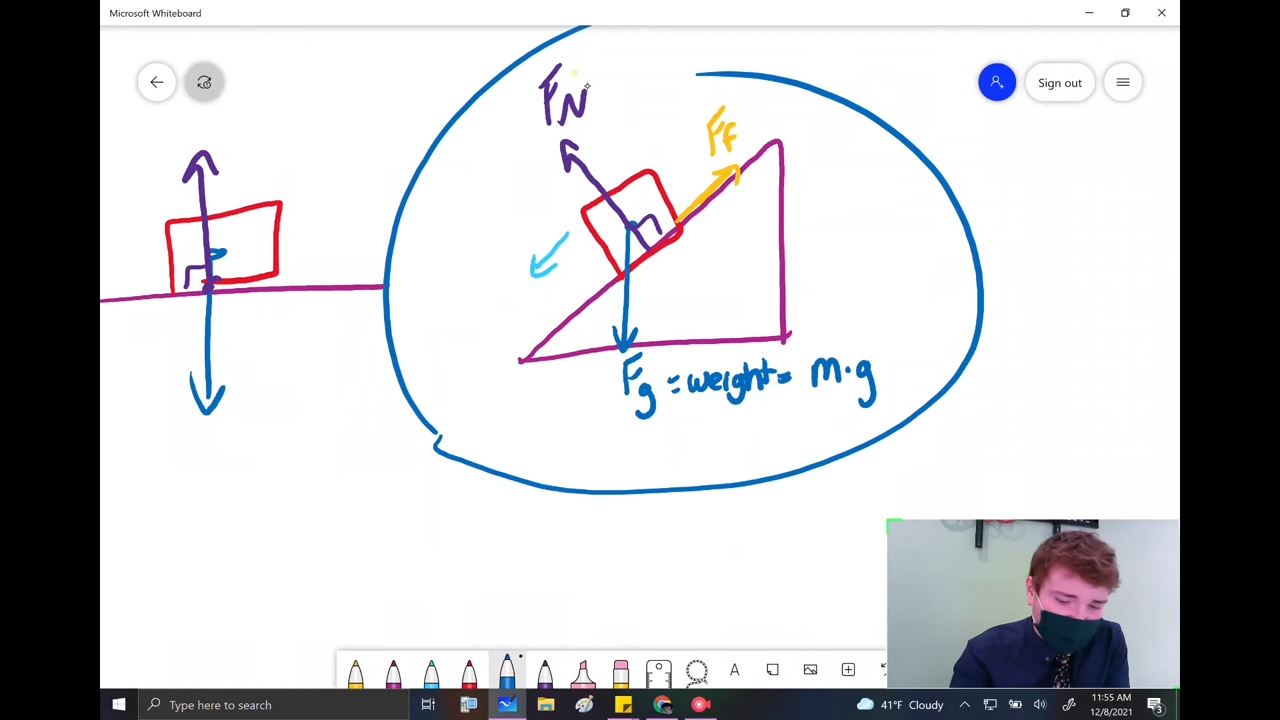 Microsoft Whiteboard
Sign out
FN
Ff
Fg = weight = m·g
A
Type here to search
41°F Cloudy
11:55 AM
12/8/2021
3